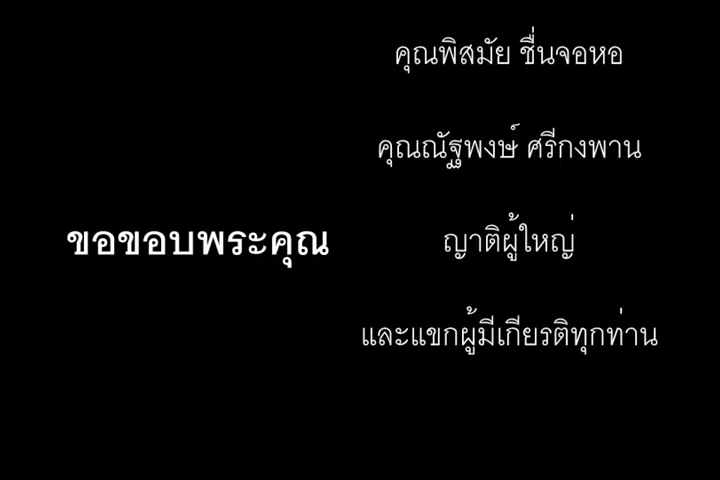 คุณพิสมัย ชื่นจอหอ
คุณณัฐพงษ์ ศรีกงพาน
ขอขอบพระคุณ
ญาติผู้ใหญ่
และแขกผู้มีเกียรติทุกท่าน